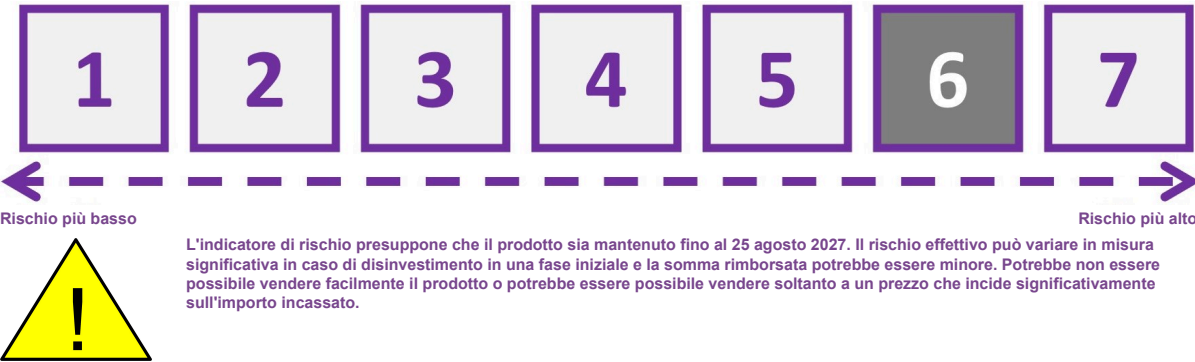 1 2 3 4 5 6 7
Rischio più basso Rischio più alto
L'indicatore di rischio presuppone che il prodotto sia mantenuto fino al 25 agosto 2027. Il rischio effettivo può variare in misura
significativa in caso di disinvestimento in una fase iniziale e la somma rimborsata potrebbe essere minore. Potrebbe non essere
possibile vendere facilmente il prodotto o potrebbe essere possibile vendere soltanto a un prezzo che incide significativamente
sull'importo incassato.
!